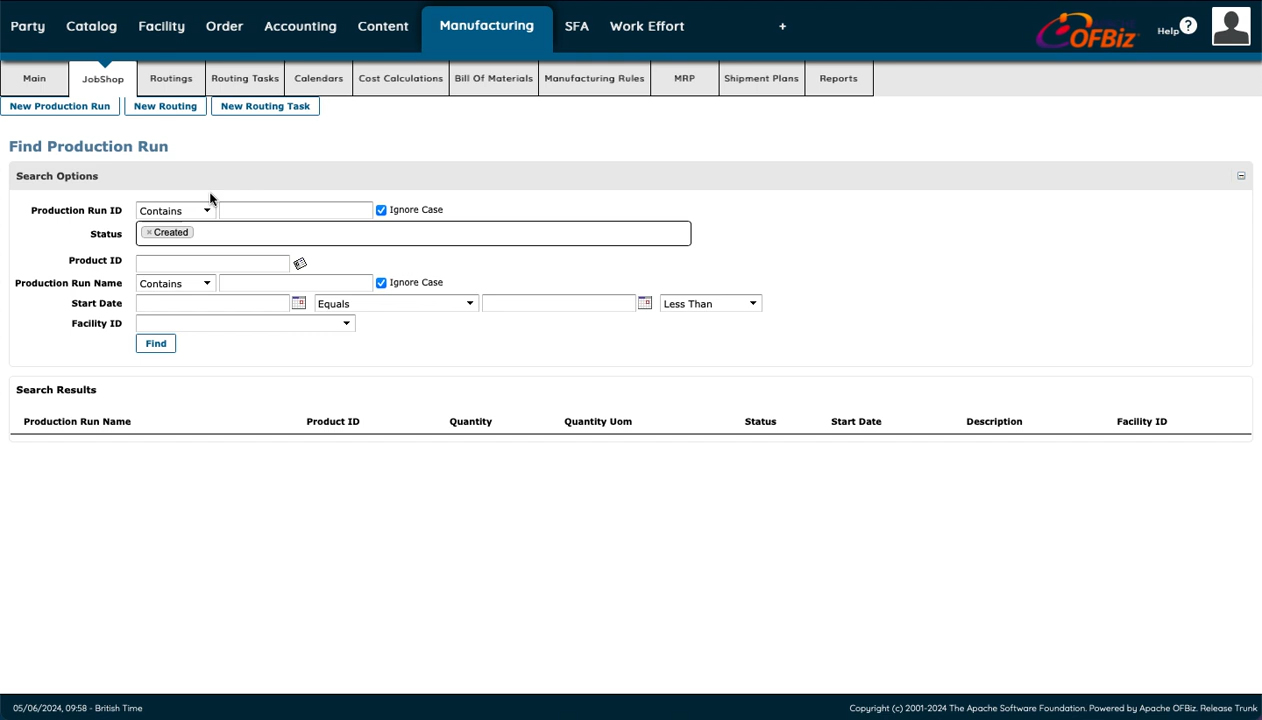 Party Catalog Facility Order Accounting Content Manufacturing SFA Work Effort + APACHE OFBiz Help ?
Main JobShop Routings Routing Tasks Calendars Cost Calculations Bill Of Materials Manufacturing Rules MRP Shipment Plans Reports
New Production Run New Routing New Routing Task
Find Production Run
Search Options
Production Run ID Contains Ignore Case
Status × Created
Product ID
Production Run Name Contains Ignore Case
Start Date Equals Less Than
Facility ID
Find
Search Results
Production Run Name Product ID Quantity Quantity Uom Status Start Date Description Facility ID
05/06/2024, 09:58 - British Time Copyright (c) 2001-2024 The Apache Software Foundation. Powered by Apache OFBiz. Release Trunk